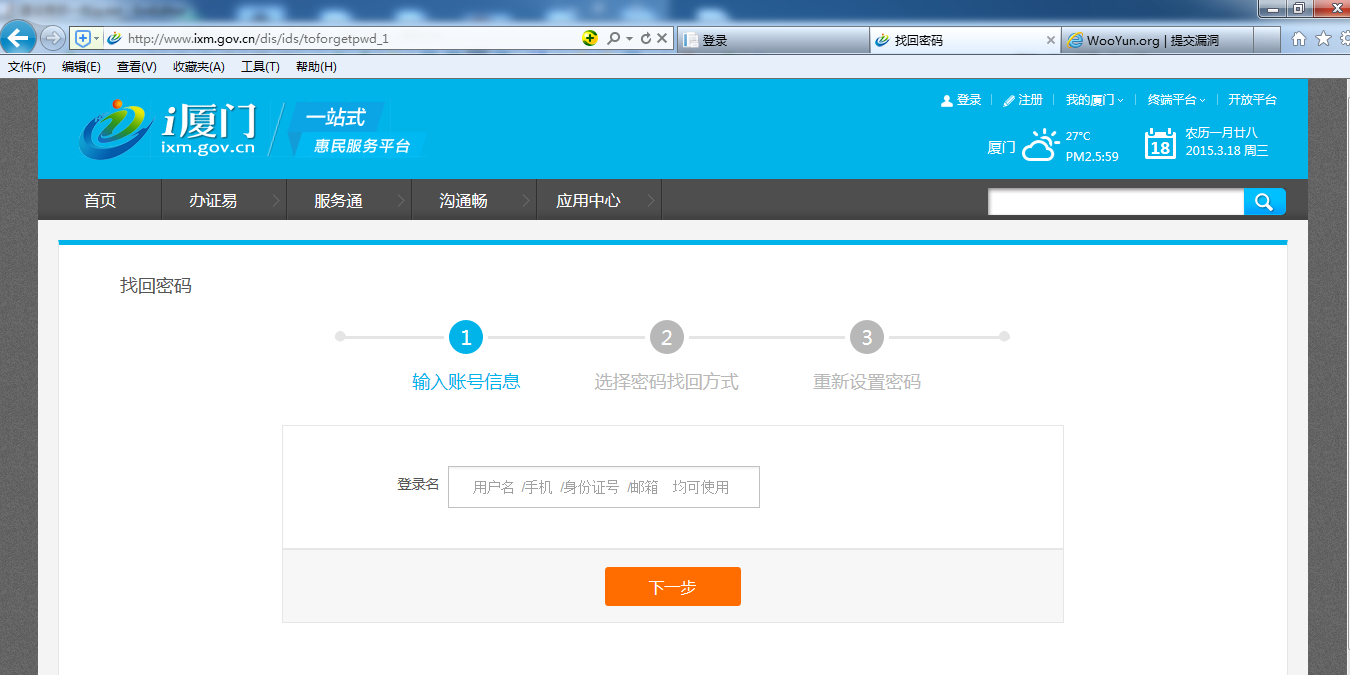 http://www.ixm.gov.cn/dis/ids/toforgetpwd_1
登录
找回密码
WooYun.org | 提交漏洞
文件(F) 编辑(E) 查看(V) 收藏夹(A) 工具(T) 帮助(H)
i厦门
ixm.gov.cn
一站式
惠民服务平台
登录 注册 我的厦门 终端平台 开放平台
厦门
27℃
PM2.5:59
18
农历一月廿八
2015.3.18 周三
首页 办证易 服务通 沟通畅 应用中心
找回密码
1 2 3
输入账号信息 选择密码找回方式 重新设置密码
登录名 用户名 /手机 /身份证号 /邮箱 均可使用
下一步